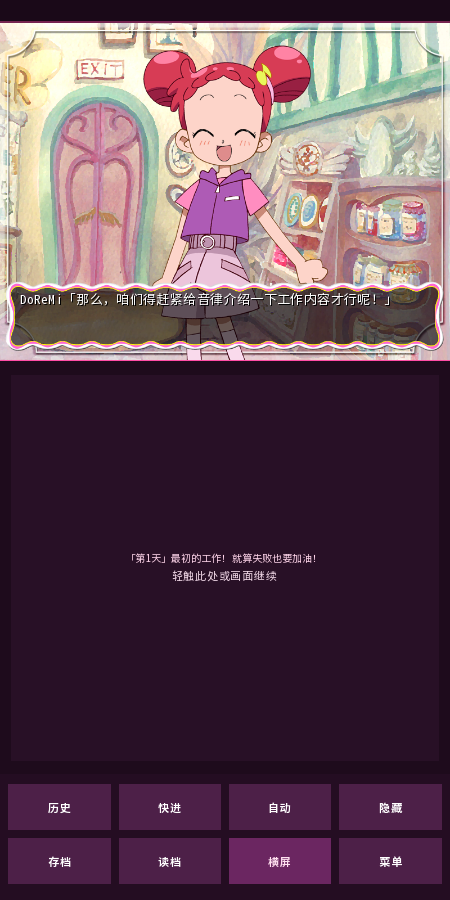 EXiT
ER
DoReMi「那么，咱们得赶紧给音律介绍一下工作内容才行呢！」
「第1天」最初的工作！就算失败也要加油！
轻触此处或画面继续
历史 快进 自动 隐藏
存档 读档 横屏 菜单